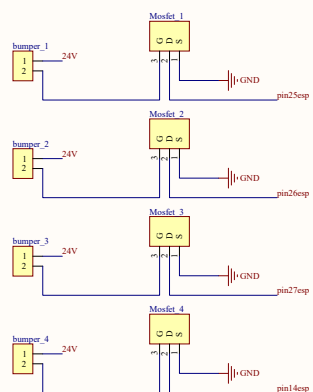 Mosfet_1
G D S
bumper_1
1 24V
2
3 2 1
GND
pin25esp
Mosfet_2
G D S
bumper_2
1 24V
2
3 2 1
GND
pin26esp
Mosfet_3
G D S
bumper_3
1 24V
2
3 2 1
GND
pin27esp
Mosfet_4
G D S
bumper_4
1 24V
2
3 2 1
GND
pin14esp